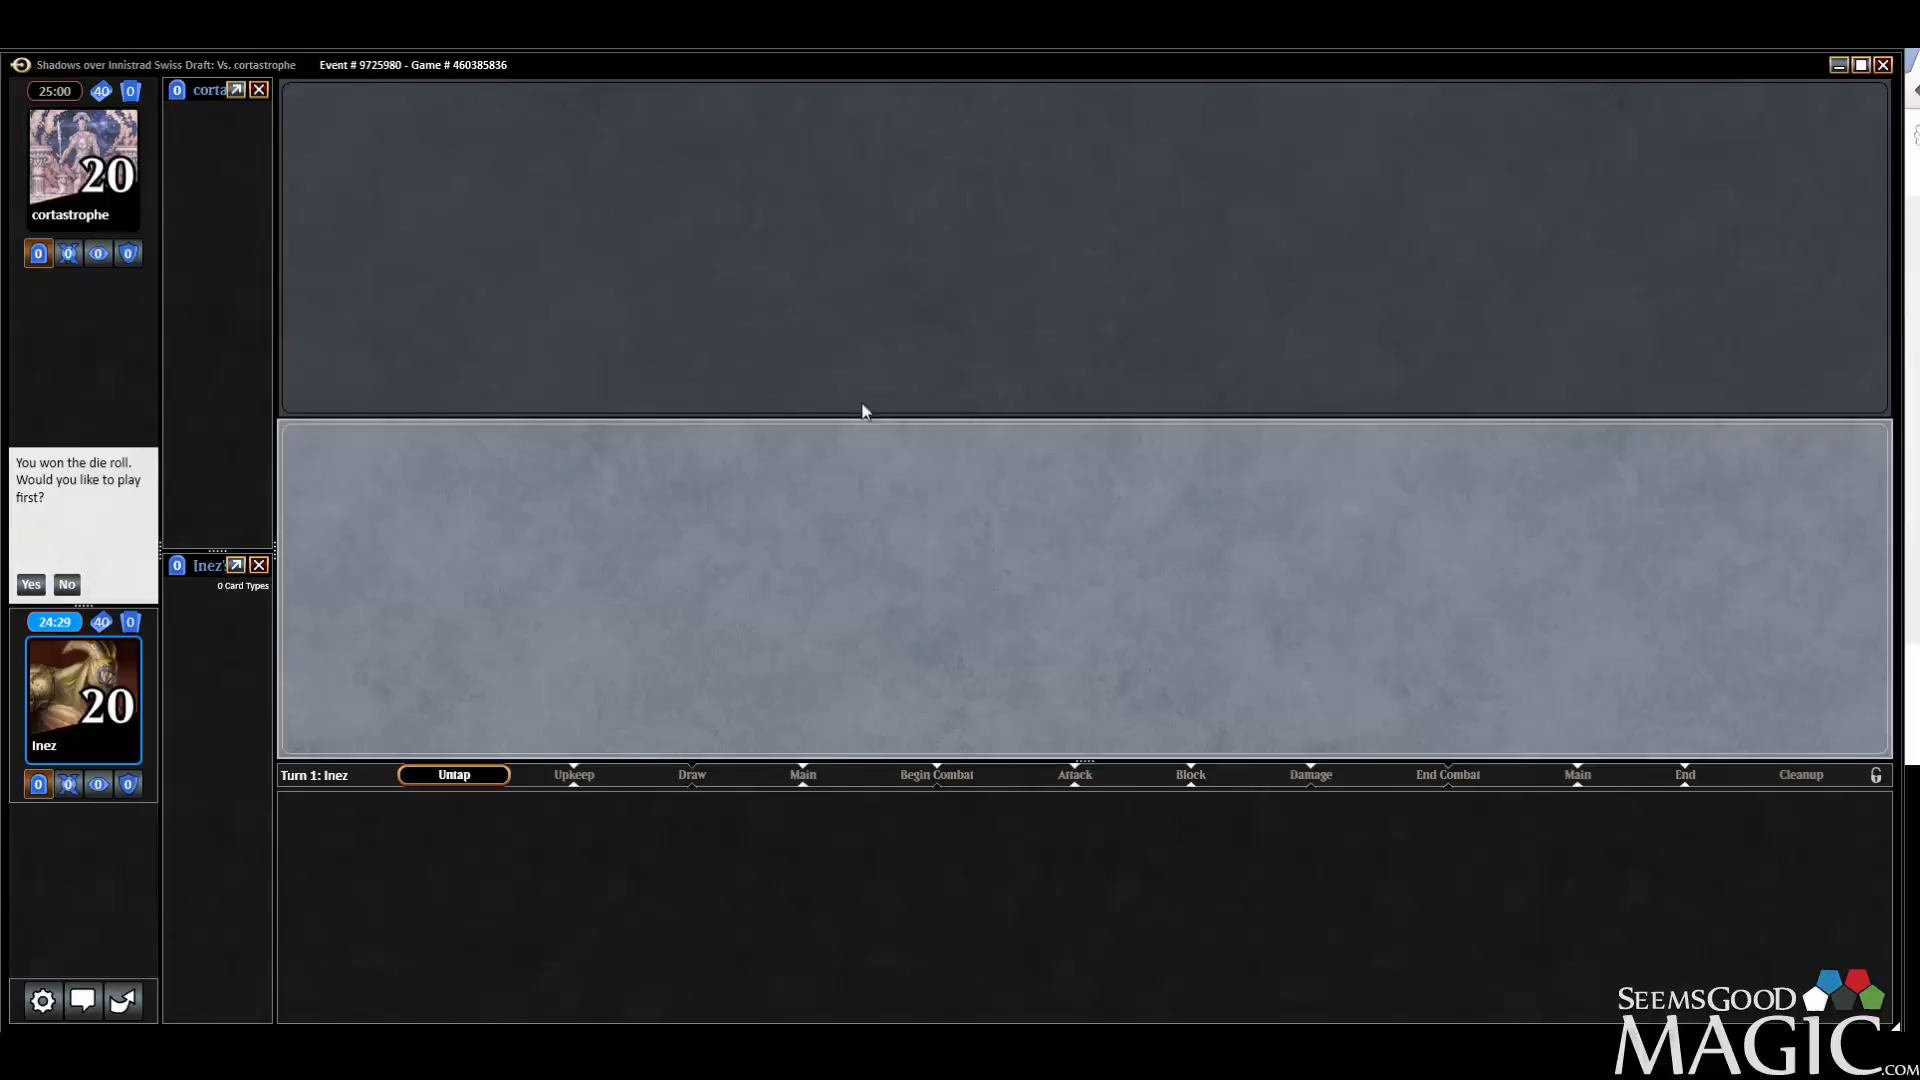 Shadows over Innistrad Swiss Draft: Vs. cortastrophe
Event # 9725980 - Game # 460385836
25:00 40 0
20
cortastrophe
0 0 0 0
0 corta
You won the die roll.
Would you like to play
first?
Yes No
0 Inez'
0 Card Types
24:29 40 0
20
Inez
0 0 0 0
Turn 1: Inez Untap Upkeep Draw Main Begin Combat Attack Block Damage End Combat Main End Cleanup
SEEMSGOOD
MAGIC.COM